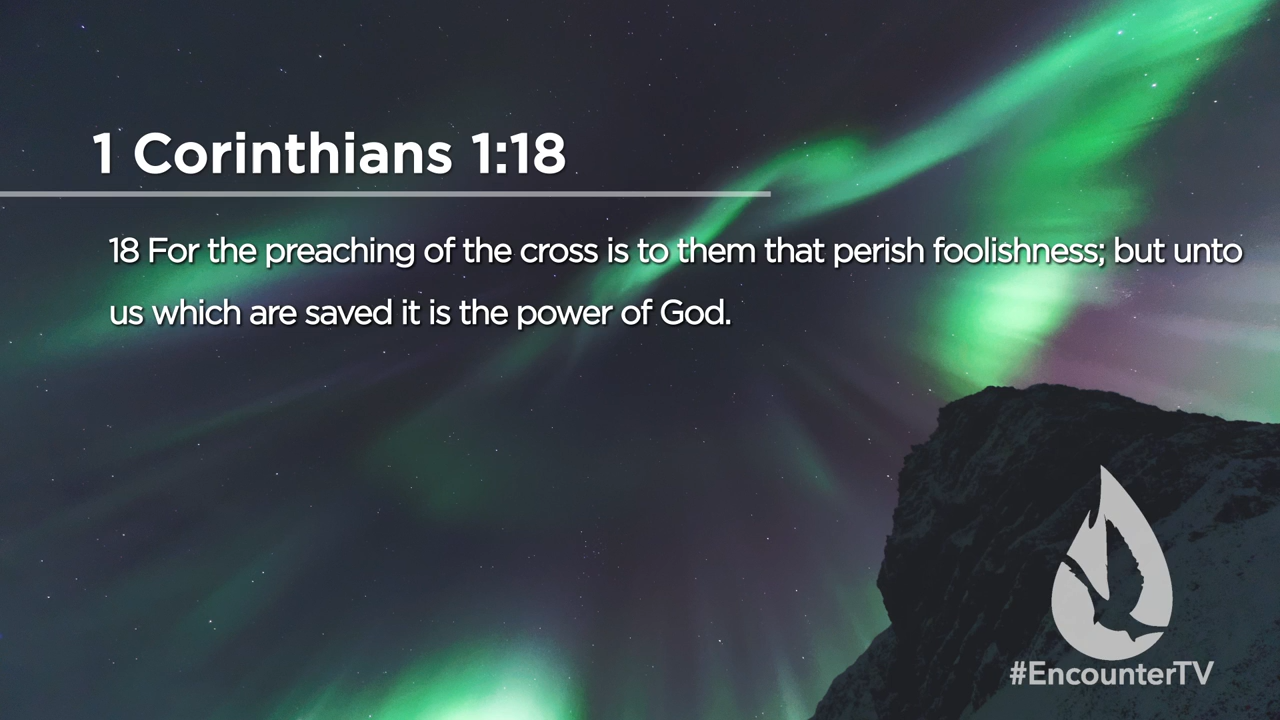 1 Corinthians 1:18
18 For the preaching of the cross is to them that perish foolishness; but unto
us which are saved it is the power of God.
#EncounterTV